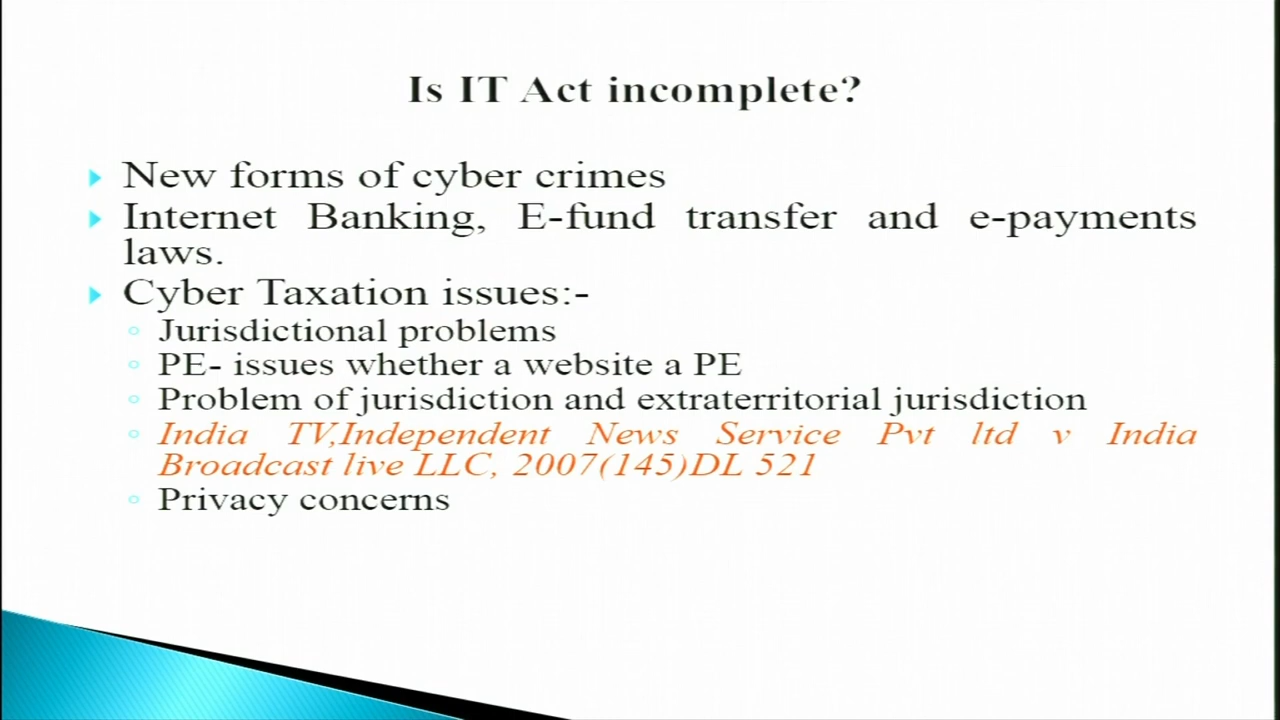 Is IT Act incomplete?
New forms of cyber crimes
Internet Banking, E-fund transfer and e-payments
laws.
Cyber Taxation issues:-
Jurisdictional problems
PE- issues whether a website a PE
Problem of jurisdiction and extraterritorial jurisdiction
India TV,Independent News Service Pvt ltd v India
Broadcast live LLC, 2007(145)DL 521
Privacy concerns